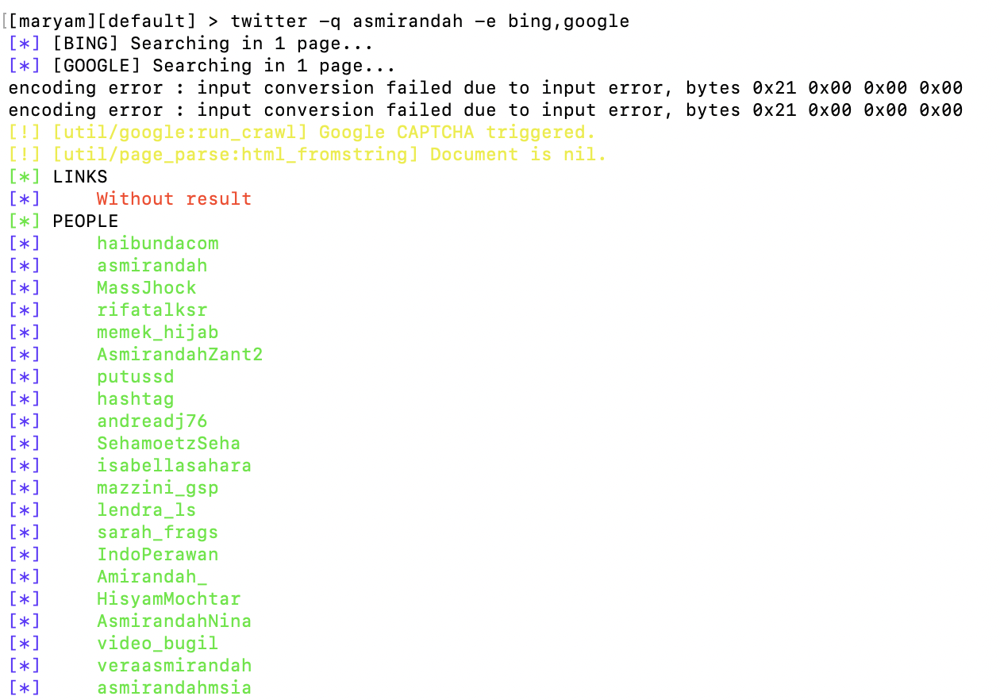 [[maryam][default] > twitter -q asmirandah -e bing,google
[*] [BING] Searching in 1 page...
[*] [GOOGLE] Searching in 1 page...
encoding error : input conversion failed due to input error, bytes 0x21 0x00 0x00 0x00
encoding error : input conversion failed due to input error, bytes 0x21 0x00 0x00 0x00
[!] [util/google:run_crawl] Google CAPTCHA triggered.
[!] [util/page_parse:html_fromstring] Document is nil.
[*] LINKS
[*] Without result
[*] PEOPLE
[*] haibundacom
[*] asmirandah
[*] MassJhock
[*] rifatalksr
[*] memek_hijab
[*] AsmirandahZant2
[*] putussd
[*] hashtag
[*] andreadj76
[*] SehamoetzSeha
[*] isabellasahara
[*] mazzini_gsp
[*] lendra_ls
[*] sarah_frags
[*] IndoPerawan
[*] Amirandah_
[*] HisyamMochtar
[*] AsmirandahNina
[*] video_bugil
[*] veraasmirandah
[*] asmirandahmsia